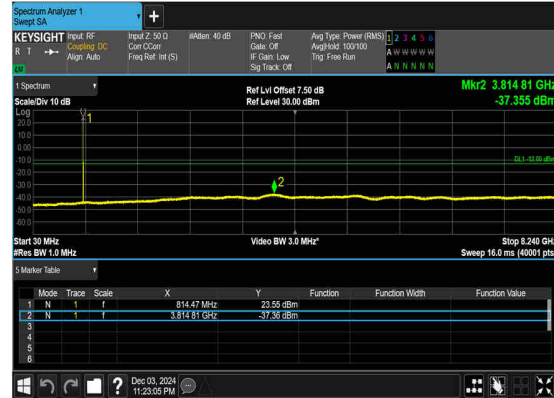 Spectrum Analyzer 1
Swept SA
+
KEYSIGHT Input: RF Input Z: 50 Ω #Atten: 40 dB PNO: Fast Avg Type: Power (RMS) 1 2 3 4 5 6
R T Coupling: DC Corr CCorr Gate: Off Avg|Hold: 100/100 A W W W W W
Align: Auto Freq Ref: Int (S) IF Gain: Low Trig: Free Run
Sig Track: Off A N N N N N
1 Spectrum Ref Lvl Offset 7.50 dB Mkr2 3.814 81 GHz
Scale/Div 10 dB Ref Level 30.00 dBm -37.355 dBm
Log
20.0
10.0
0.00
-10.0
-20.0
-30.0
-40.0
-50.0
-60.0
1
DL1 -13.00 dBm
2
Start 30 MHz Video BW 3.0 MHz* Stop 8.240 GHz
#Res BW 1.0 MHz Sweep 16.0 ms (40001 pts)
5 Marker Table
Mode Trace Scale X Y Function Function Width Function Value
1 N 1 f 814.47 MHz 23.55 dBm
2 N 1 f 3.814 81 GHz -37.36 dBm
3
4
5
6
? Dec 03, 2024
11:23:05 PM